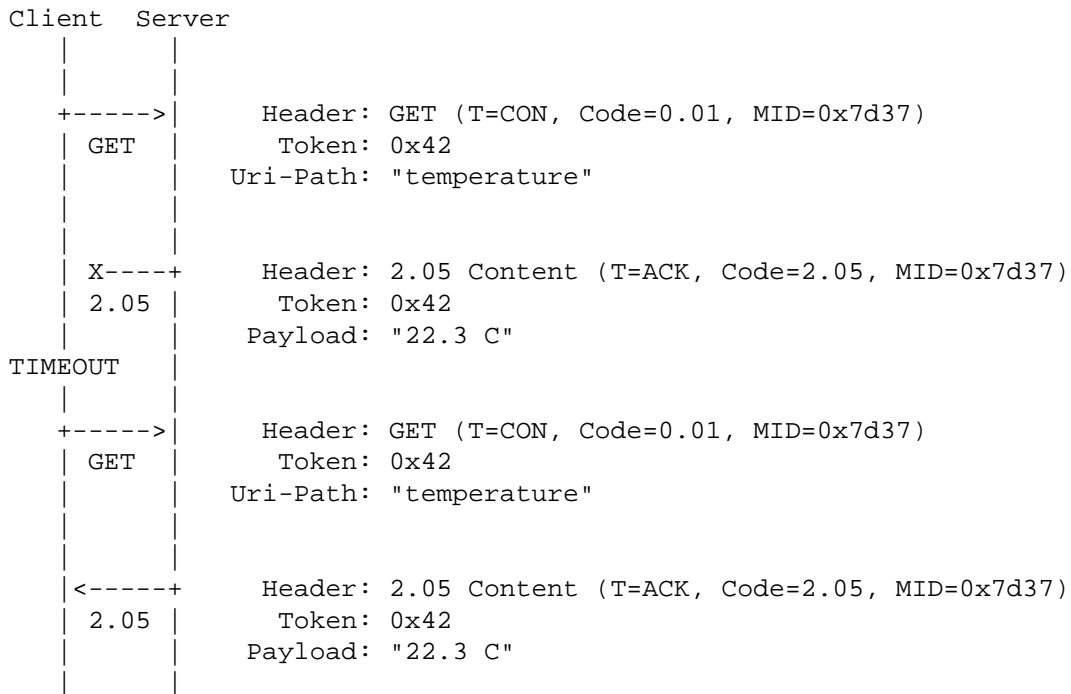 Client  Server
   |      |
   |      |
   +----->|     Header: GET (T=CON, Code=0.01, MID=0x7d37)
   | GET  |      Token: 0x42
   |      |   Uri-Path: "temperature"
   |      |
   |      |
   | X----+     Header: 2.05 Content (T=ACK, Code=2.05, MID=0x7d37)
   | 2.05 |      Token: 0x42
   |      |    Payload: "22.3 C"
TIMEOUT   |
   |      |
   +----->|     Header: GET (T=CON, Code=0.01, MID=0x7d37)
   | GET  |      Token: 0x42
   |      |   Uri-Path: "temperature"
   |      |
   |      |
   |<-----+     Header: 2.05 Content (T=ACK, Code=2.05, MID=0x7d37)
   | 2.05 |      Token: 0x42
   |      |    Payload: "22.3 C"
   |      |